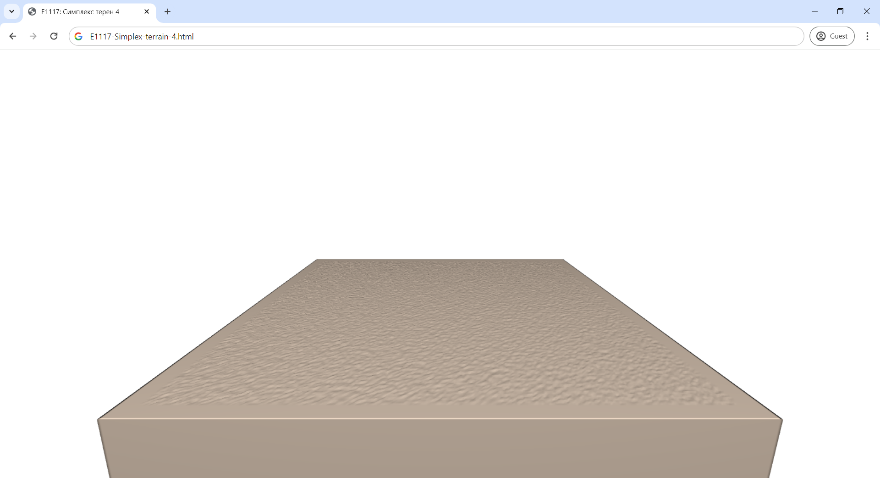 E1117: Симплекс терен 4
E1117 Simplex terrain 4.html
Guest